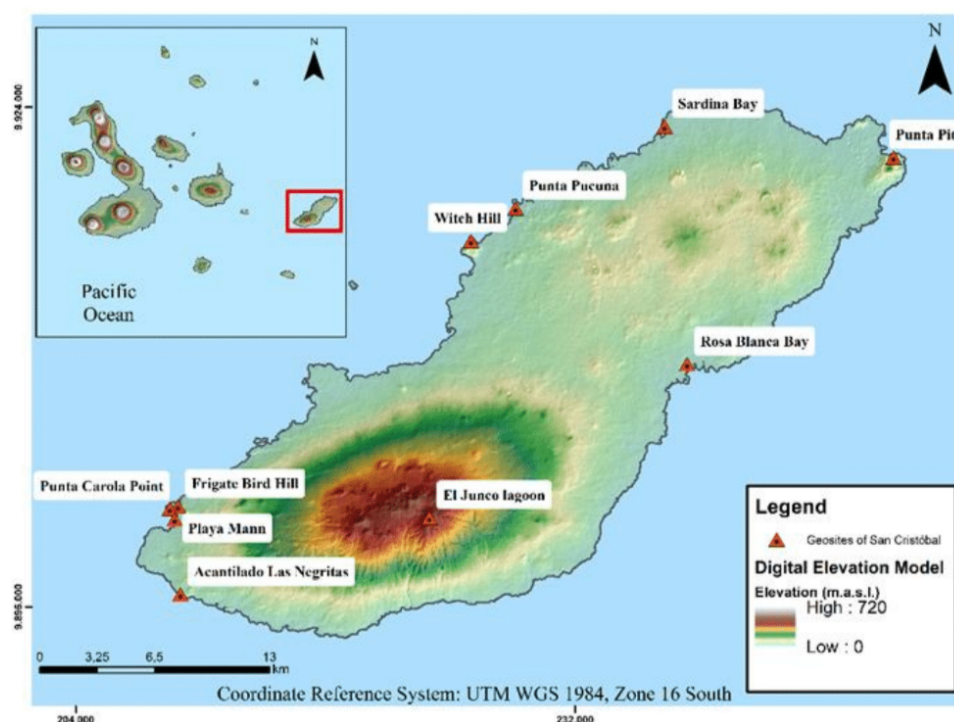 N
N
9.924.000
Sardina Bay
Punta Pit
Punta Pucuna
Witch Hill
Pacific
Ocean
Rosa Blanca Bay
Punta Carola Point
Frigate Bird Hill
El Junco lagoon
Playa Mann
Acantilado Las Negritas
9.896.000
Legend
Geosites of San Cristóbal
Digital Elevation Model
Elevation (m.a.s.l.)
High : 720
Low : 0
0 3,25 6,5 13
km
Coordinate Reference System: UTM WGS 1984, Zone 16 South
204.000 232.000